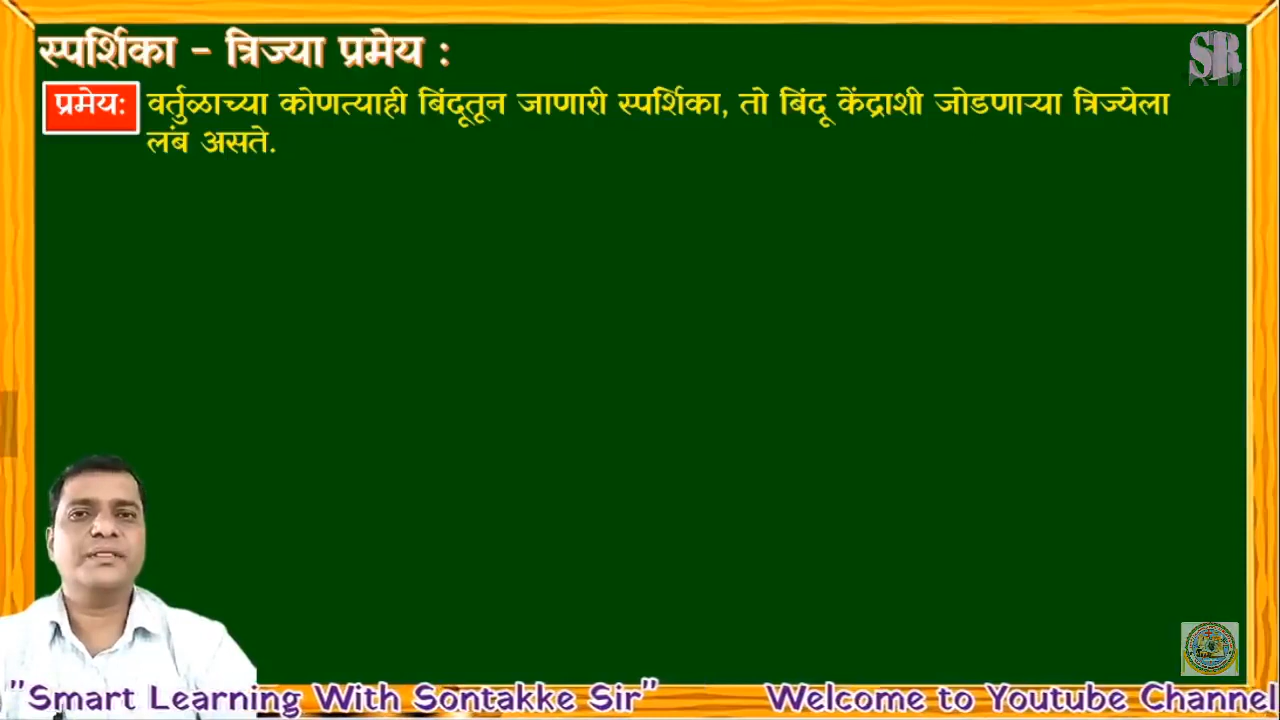 स्पर्शिका - त्रिज्या प्रमेय :
SR
प्रमेय: वर्तुळाच्या कोणत्याही बिंदूतून जाणारी स्पर्शिका, तो बिंदू केंद्राशी जोडणाऱ्या त्रिज्येला
लंब असते.
"Smart Learning With Sontakke Sir" Welcome to Youtube Channel